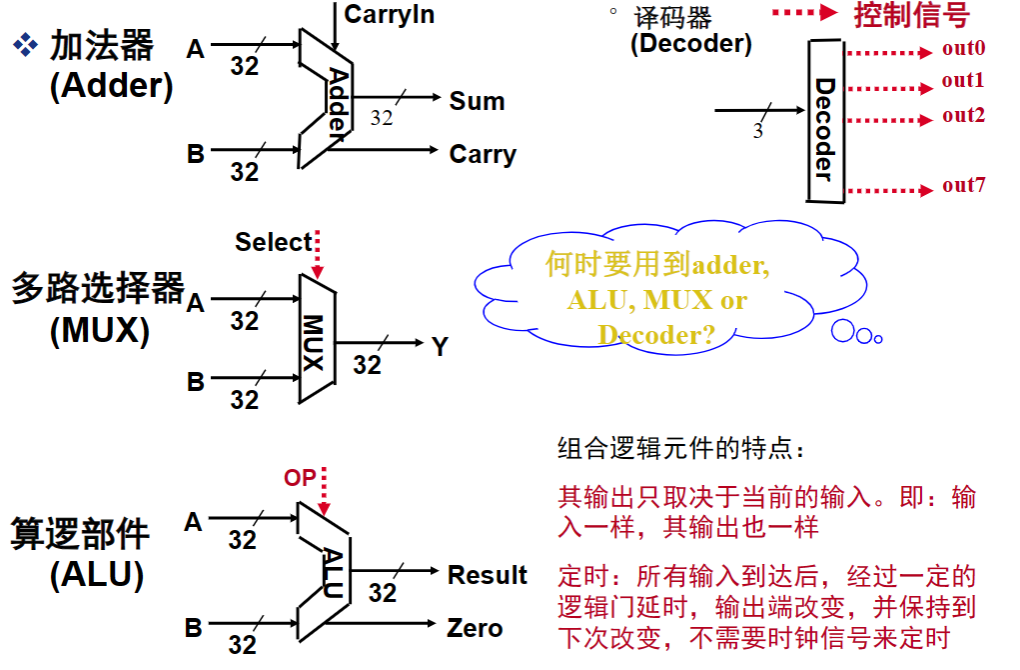 ❖ 加法器
(Adder)
CarryIn
A
32
Adder
32
Sum
B
32
Carry
° 译码器
(Decoder)
控制信号
3
Decoder
out0
out1
out2
out7
多路选择器
(MUX)
Select
A
32
MUX
32
Y
B
32
何时要用到adder,
ALU, MUX or
Decoder?
算逻部件
(ALU)
OP
A
32
ALU
32
Result
B
32
Zero
组合逻辑元件的特点：
其输出只取决于当前的输入。即：输
入一样，其输出也一样
定时：所有输入到达后，经过一定的
逻辑门延时，输出端改变，并保持到
下次改变，不需要时钟信号来定时